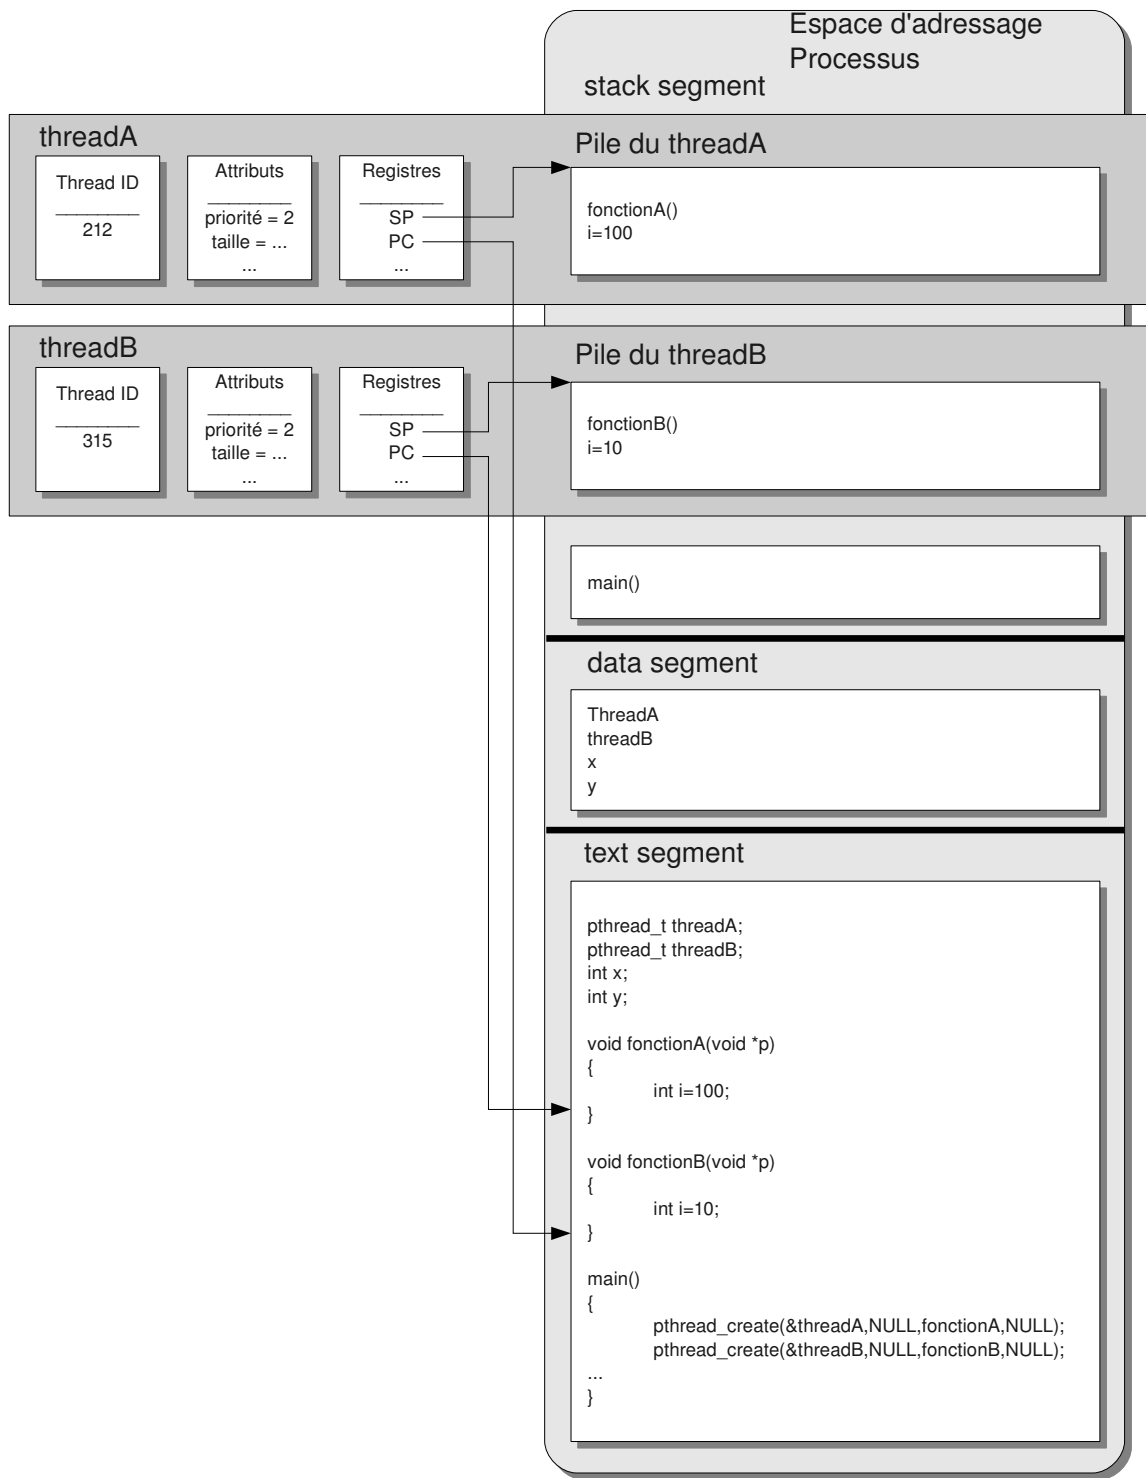 Espace d'adressage
Processus
stack segment
threadA
Thread ID
________
212
Attributs
________
priorité = 2
taille = ...
...
Registres
________
SP
PC
...
Pile du threadA
fonctionA()
i=100
threadB
Thread ID
________
315
Attributs
________
priorité = 2
taille = ...
...
Registres
________
SP
PC
...
Pile du threadB
fonctionB()
i=10
main()
data segment
ThreadA
threadB
x
y
text segment
pthread_t threadA;
pthread_t threadB;
int x;
int y;
void fonctionA(void *p)
{
int i=100;
}
void fonctionB(void *p)
{
int i=10;
}
main()
{
pthread_create(&threadA,NULL,fonctionA,NULL);
pthread_create(&threadB,NULL,fonctionB,NULL);
...
}